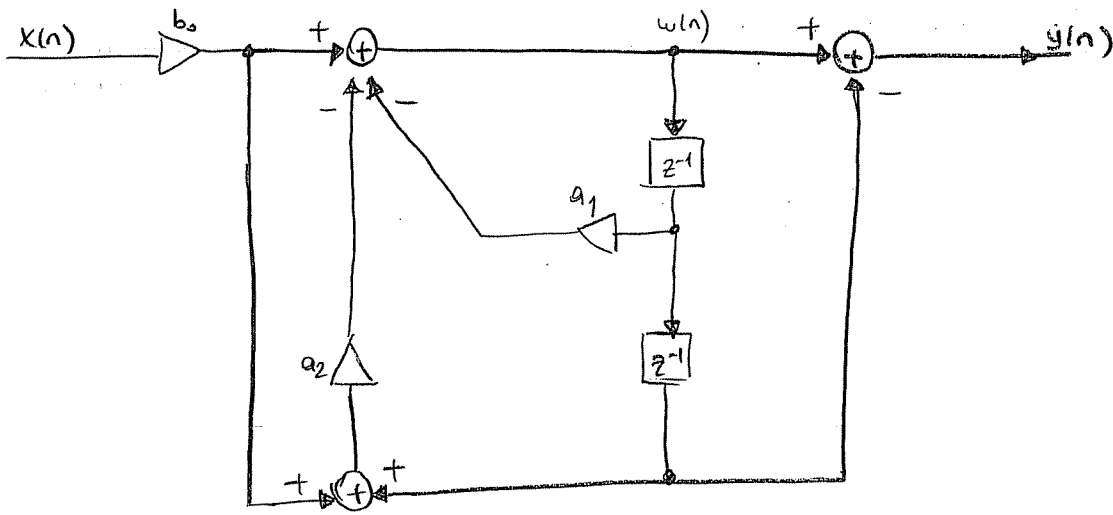 x(n)
b₀
+
+
w(n)
+
+
y(n)
-
-
-
z⁻¹
a₁
a₂
z⁻¹
+
+
+